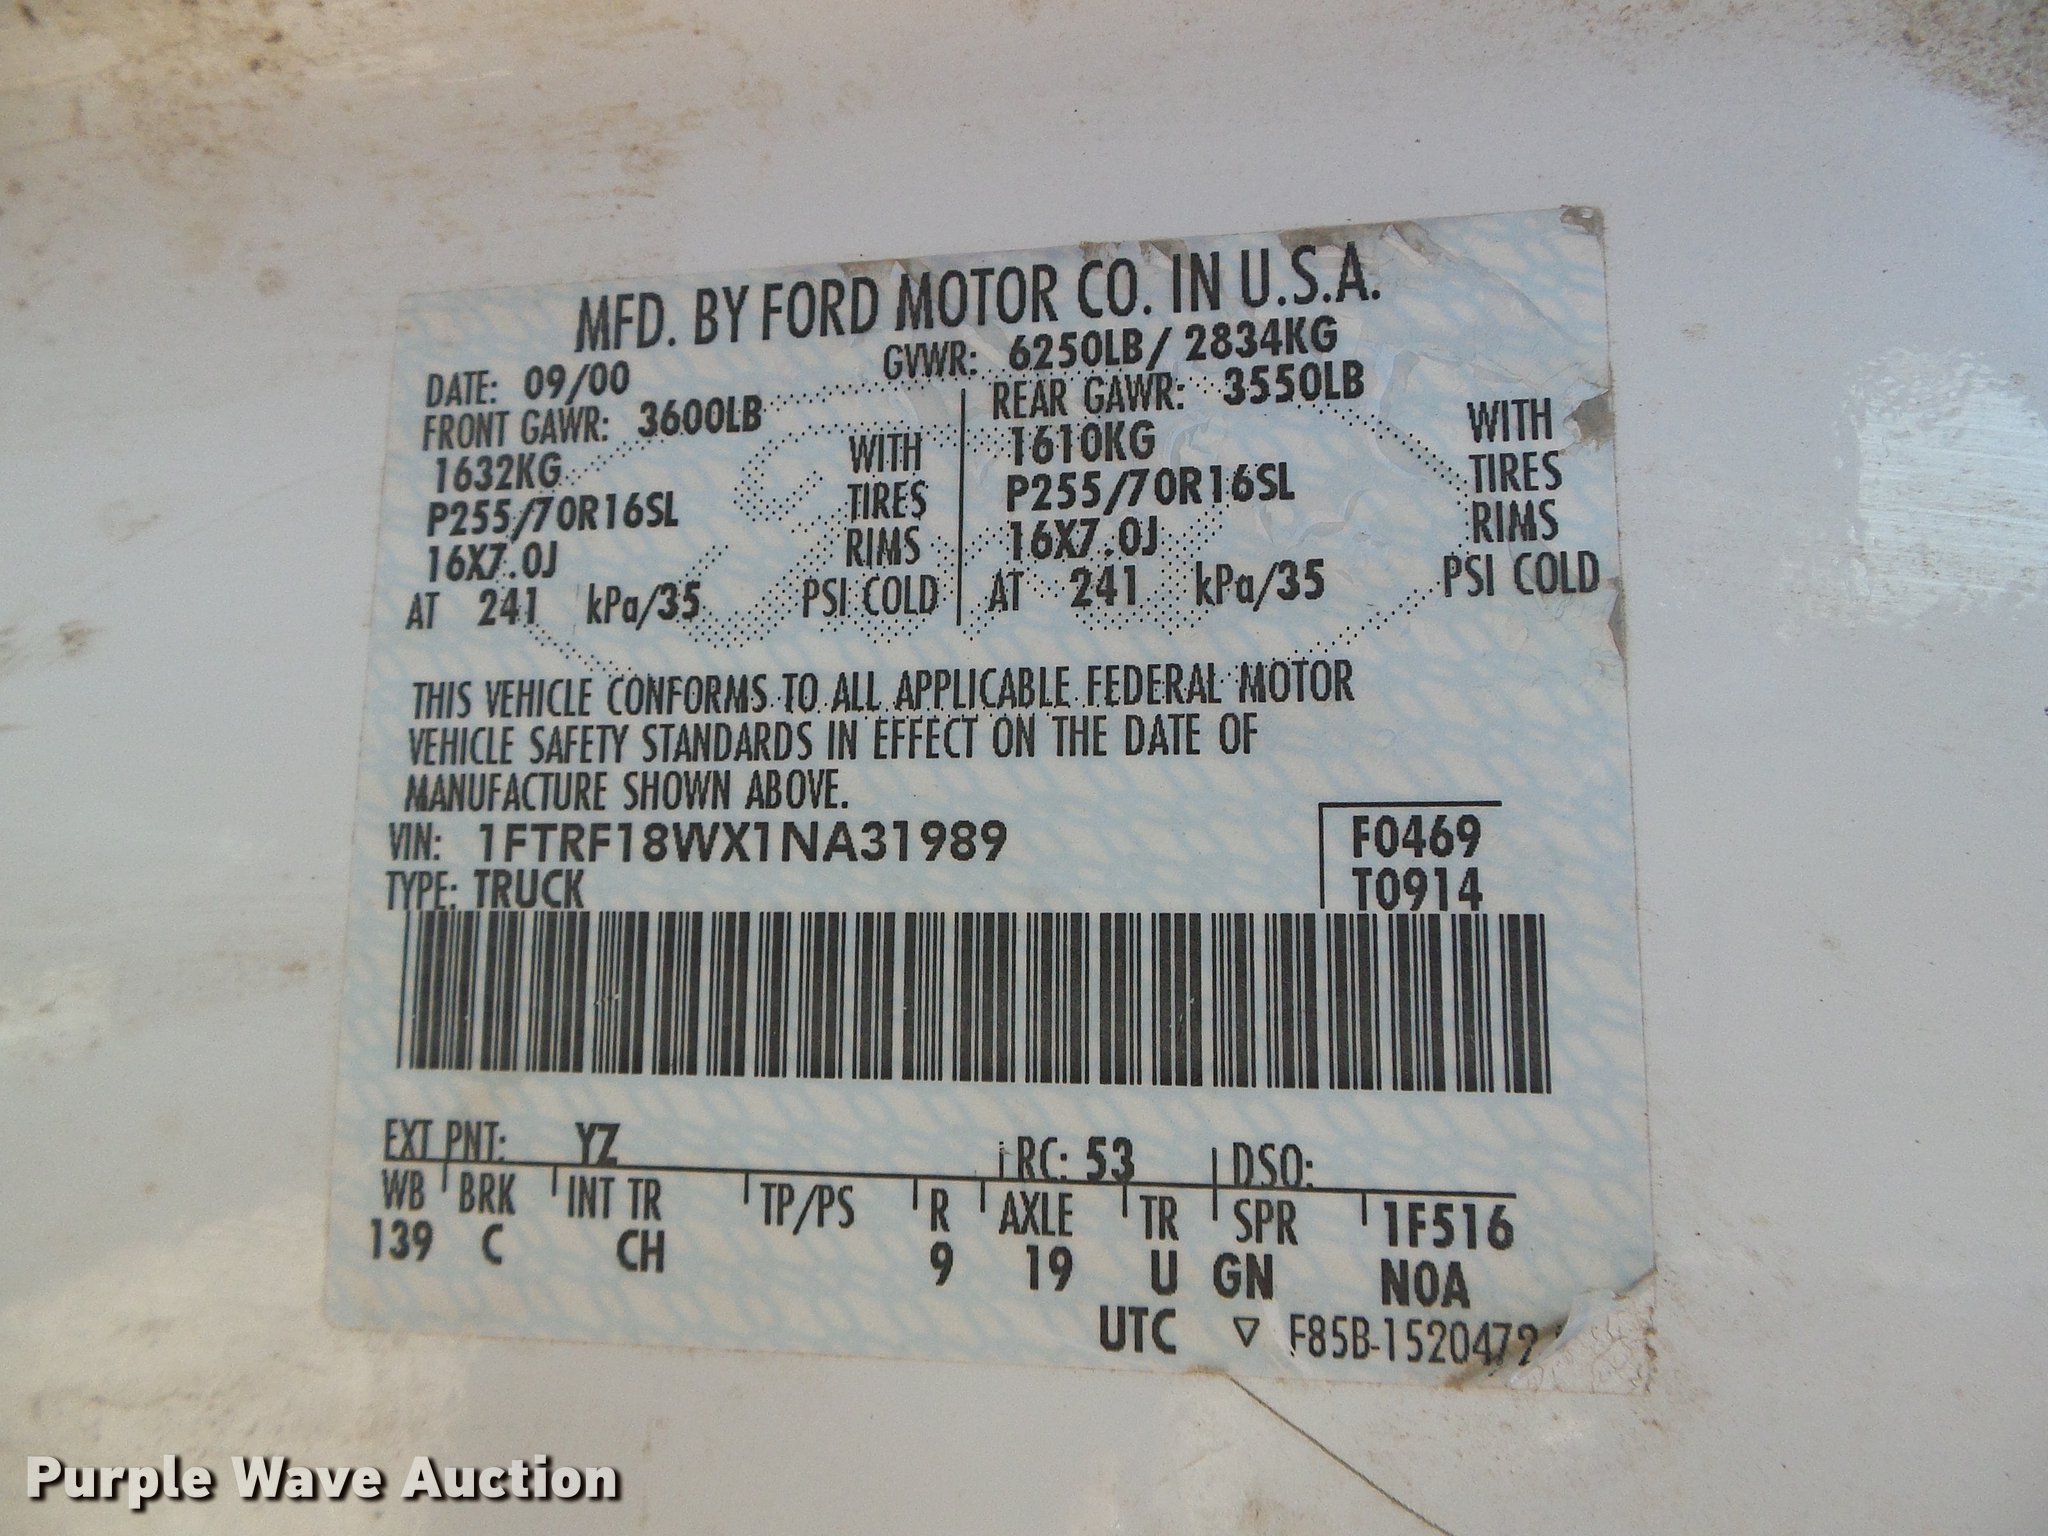 MFD. BY FORD MOTOR CO. IN U.S.A.
DATE: 09/00 GVWR: 6250LB/ 2834KG
FRONT GAWR: 3600LB REAR GAWR: 3550LB
1632KG WITH 1610KG WITH
P255/70R16SL TIRES P255/70R16SL TIRES
16X7.0J RIMS 16X7.0J RIMS
AT 241 kPa/35 PSI COLD AT 241 kPa/35 PSI COLD
THIS VEHICLE CONFORMS TO ALL APPLICABLE FEDERAL MOTOR
VEHICLE SAFETY STANDARDS IN EFFECT ON THE DATE OF
MANUFACTURE SHOWN ABOVE.
VIN: 1FTRF18WX1NA31989 F0469
TYPE: TRUCK T0914
EXT PNT: YZ RC: 53 DSO:
WB BRK INT TR TP/PS R AXLE TR SPR 1F516
139 C CH 9 19 U GN NOA
UTC ▽ F85B-1520472
Purple Wave Auction